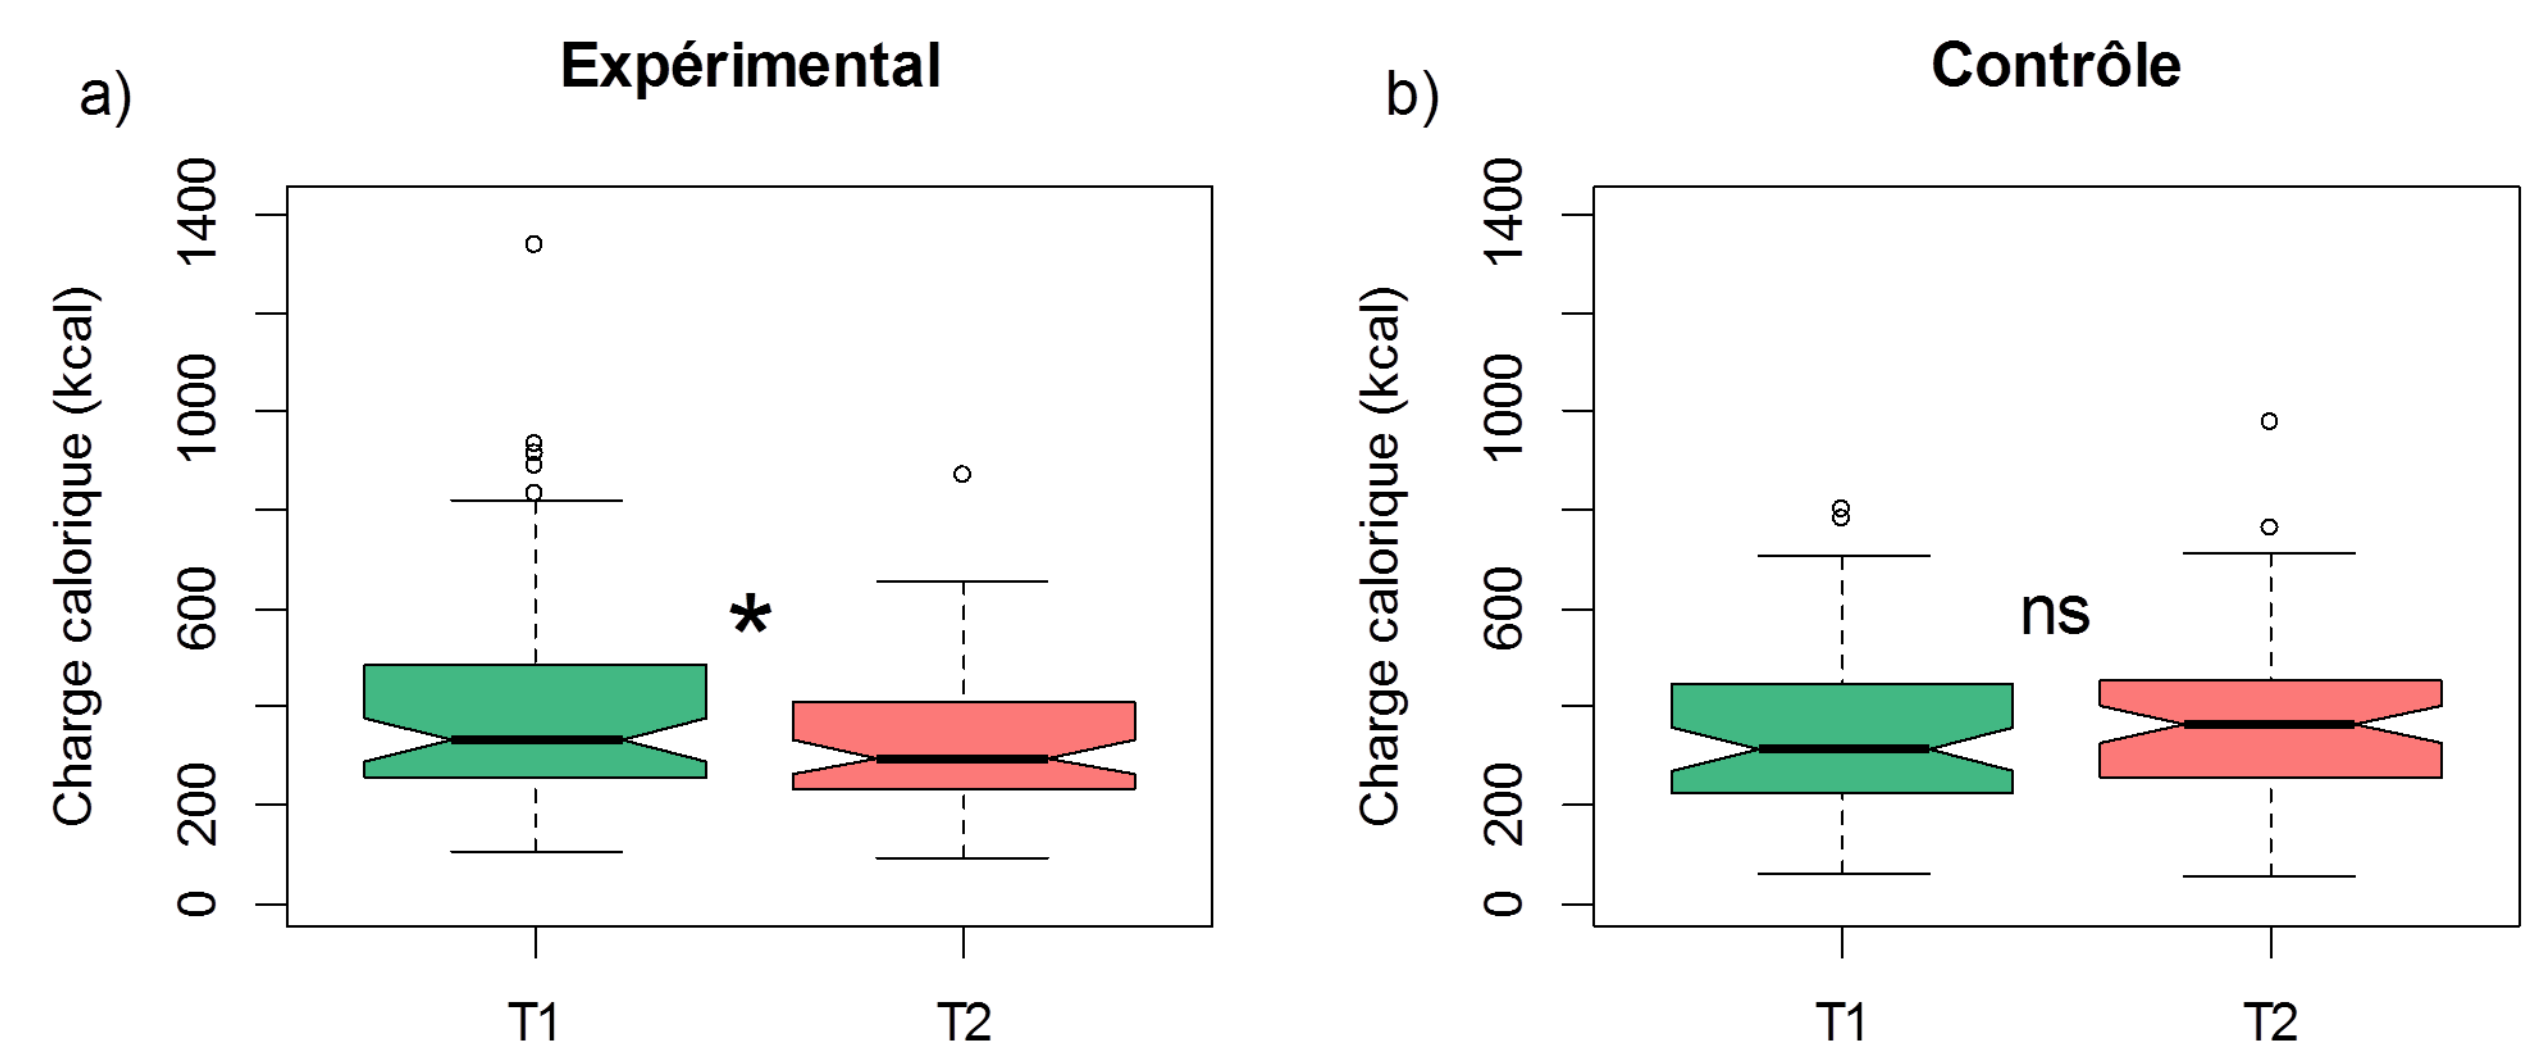 a)
Expérimental
Charge calorique (kcal)
1400
1000
600
200
0
*
T1
T2
b)
Contrôle
Charge calorique (kcal)
1400
1000
600
200
0
ns
T1
T2